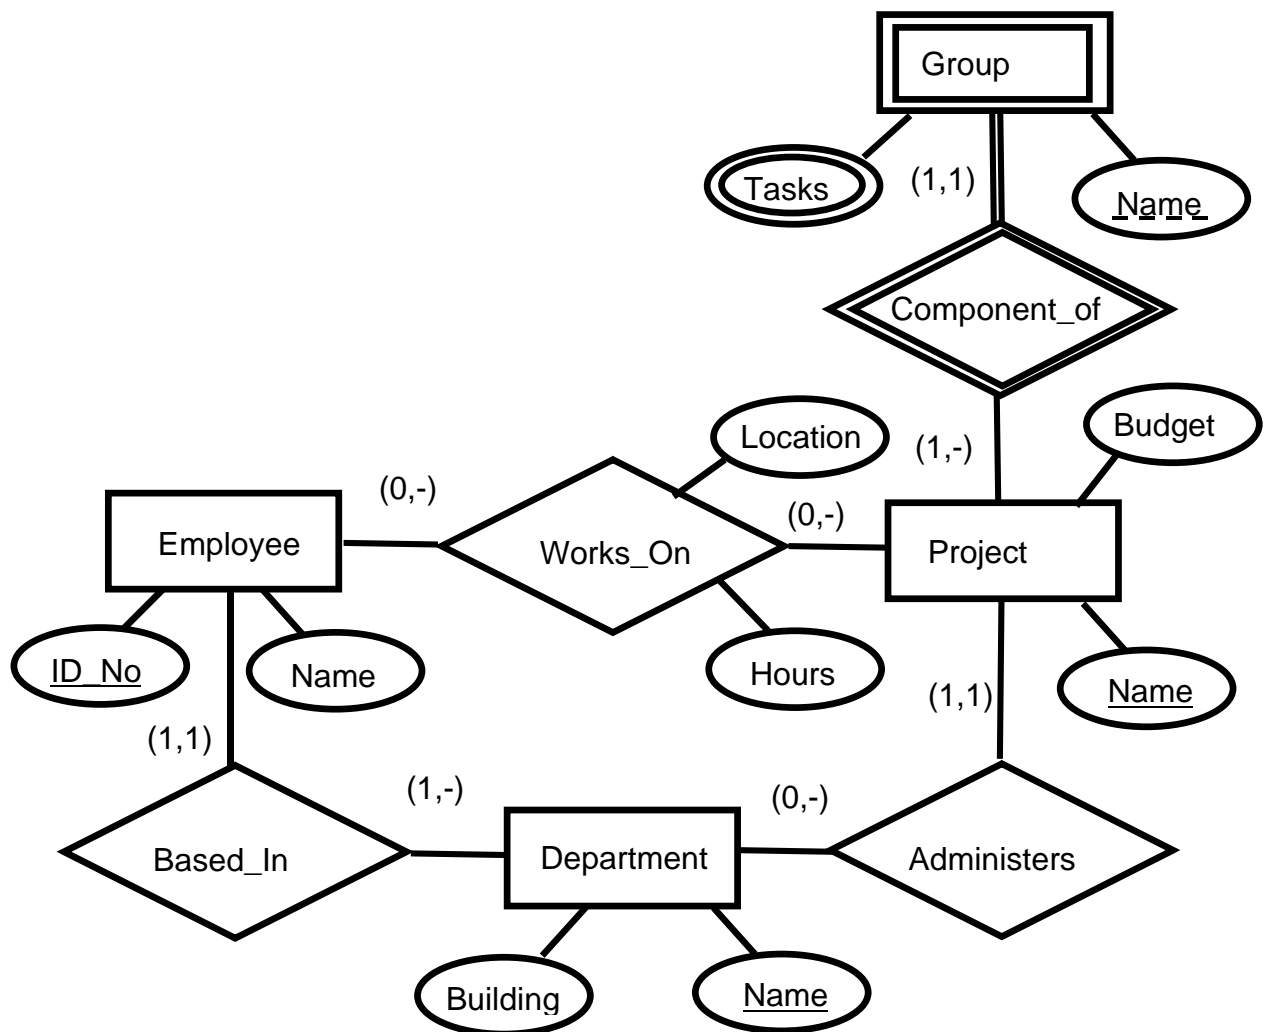 Group
Tasks
(1,1)
Name
Component_of
Location
(1,-)
Budget
(0,-)
(0,-)
Employee
Works_On
Project
ID_No
Name
Hours
(1,1)
Name
(1,1)
(1,-)
(0,-)
Based_In
Department
Administers
Building
Name